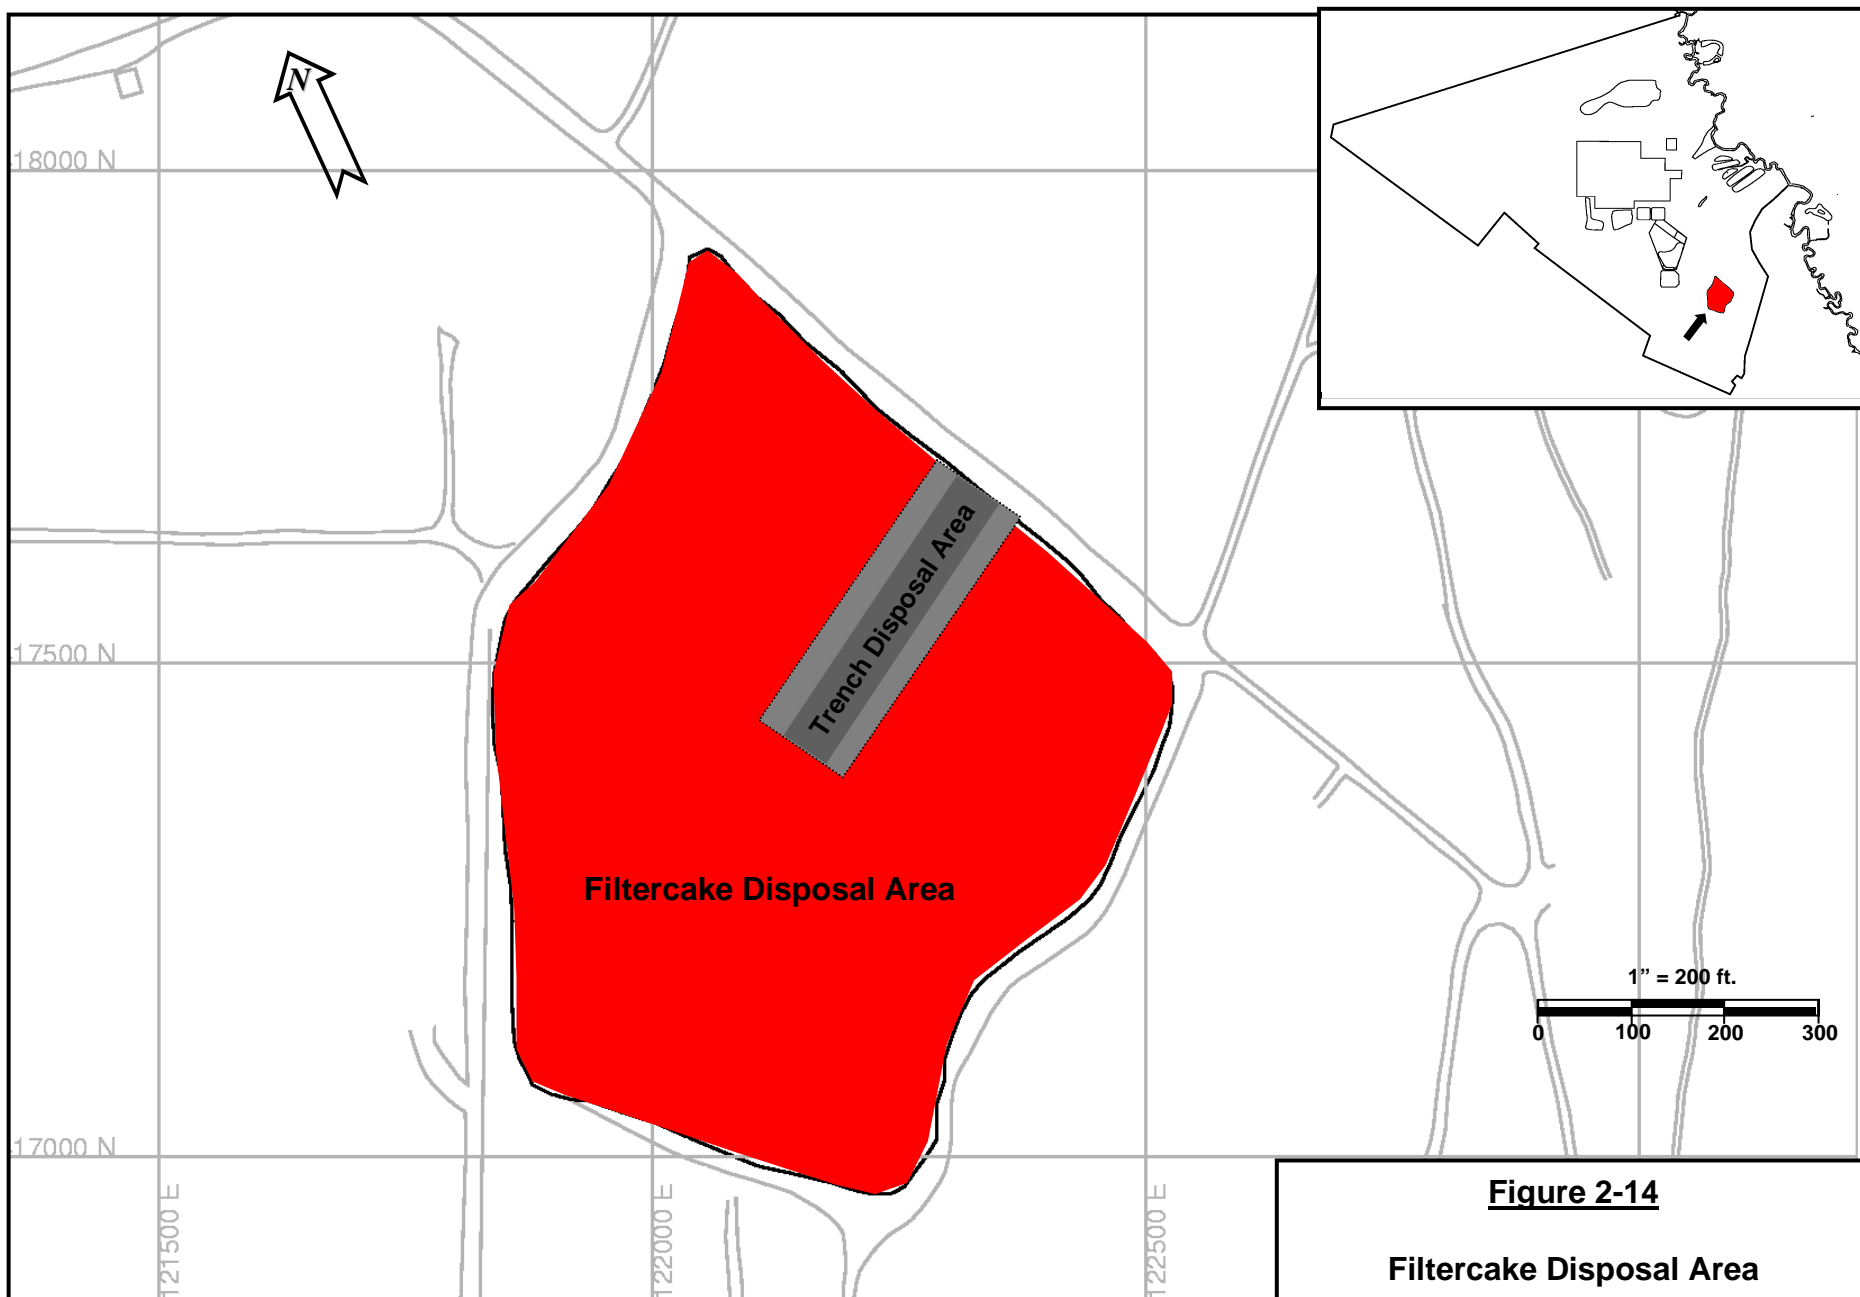 N
18000 N
Trench Disposal Area
17500 N
Filtercake Disposal Area
1” = 200 ft.
0 100 200 300
17000 N
121500 E
122000 E
122500 E
Figure 2-14
Filtercake Disposal Area